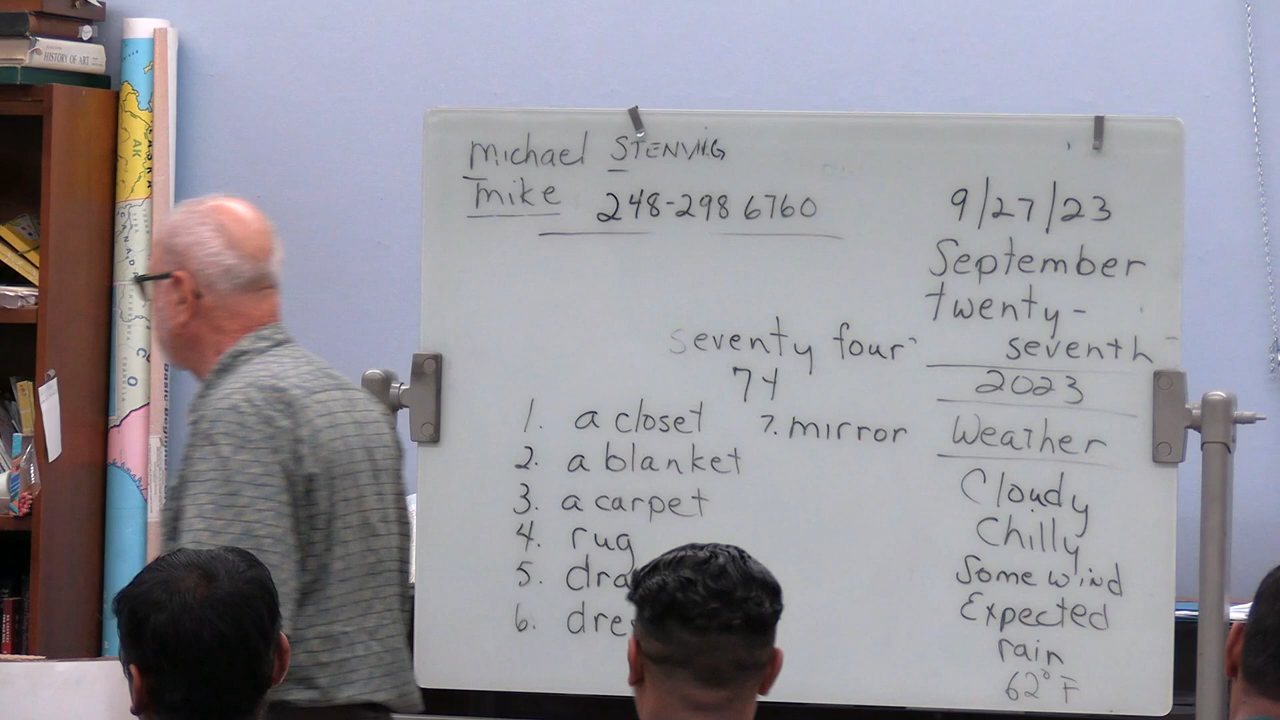 Michael STENVIG
Mike 248-298 6760
9/27/23
September
twenty-
seventh
2023
seventy four
74
1. a closet
2. a blanket
3. a carpet
4. rug
5. dra
6. dre
7. mirror
Weather
Cloudy
Chilly
Some wind
Expected
rain
62° F
HISTORY OF ART
AK